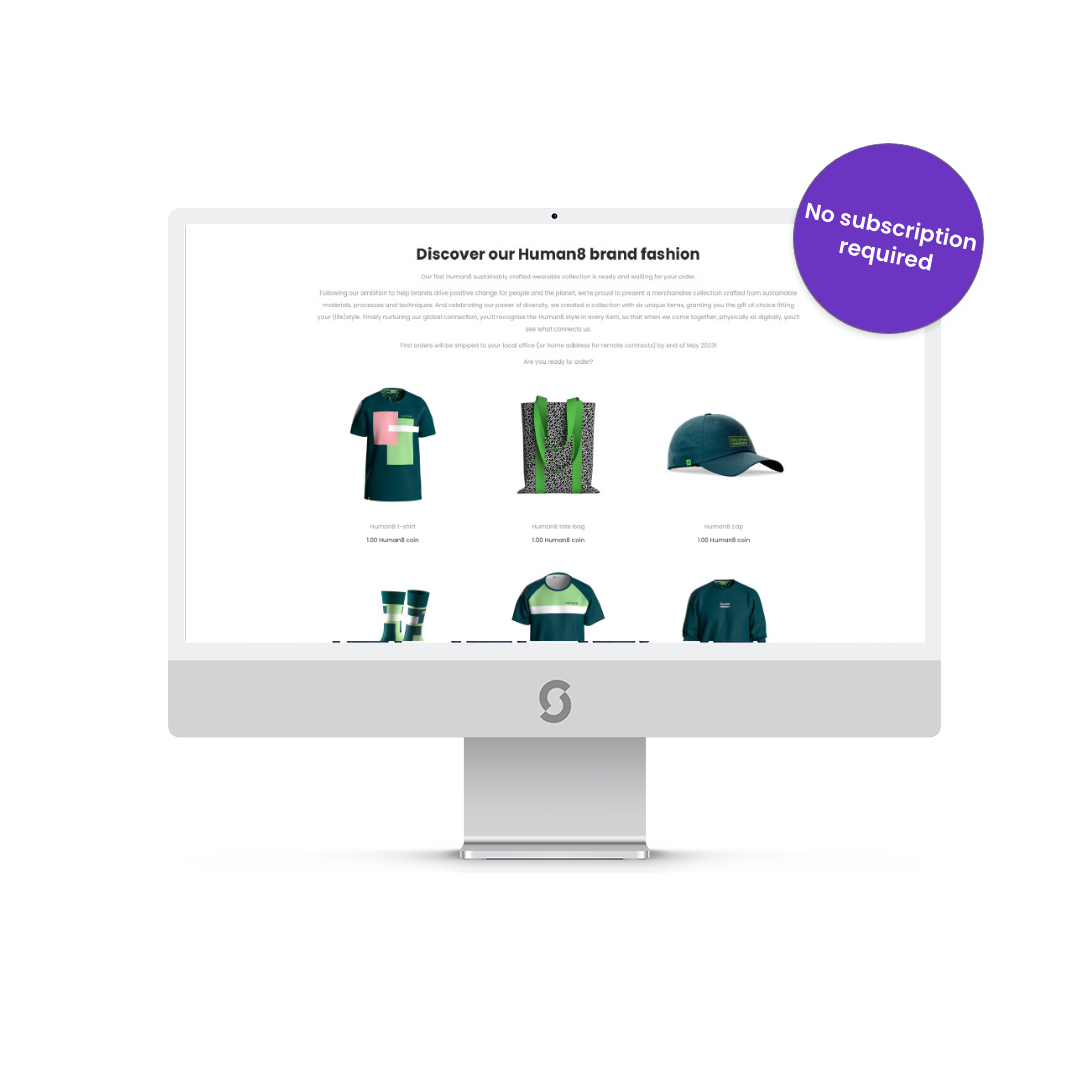 No subscription
required
Discover our Human8 brand fashion
Our first Human8 sustainably crafted wearable collection is ready and waiting for your order.
Following our ambition to help brands drive positive change for people and the planet, we're proud to present a merchandise collection crafted from sustainable
materials, processes and techniques. And celebrating our power of diversity, we created a collection with six unique items, granting you the gift of choice fitting
your (life)style. Finally nurturing our global connection, you'll recognize the Human8 style in every item, so that when we come together, physically or digitally, you'll
see what connects us.
First orders will be shipped to your local office (or home address for remote contracts) by end of May 2023!
Are you ready to order?
Human8 t-shirt
Human8 tote bag
Human8 cap
1.00 Human8 coin
1.00 Human8 coin
1.00 Human8 coin